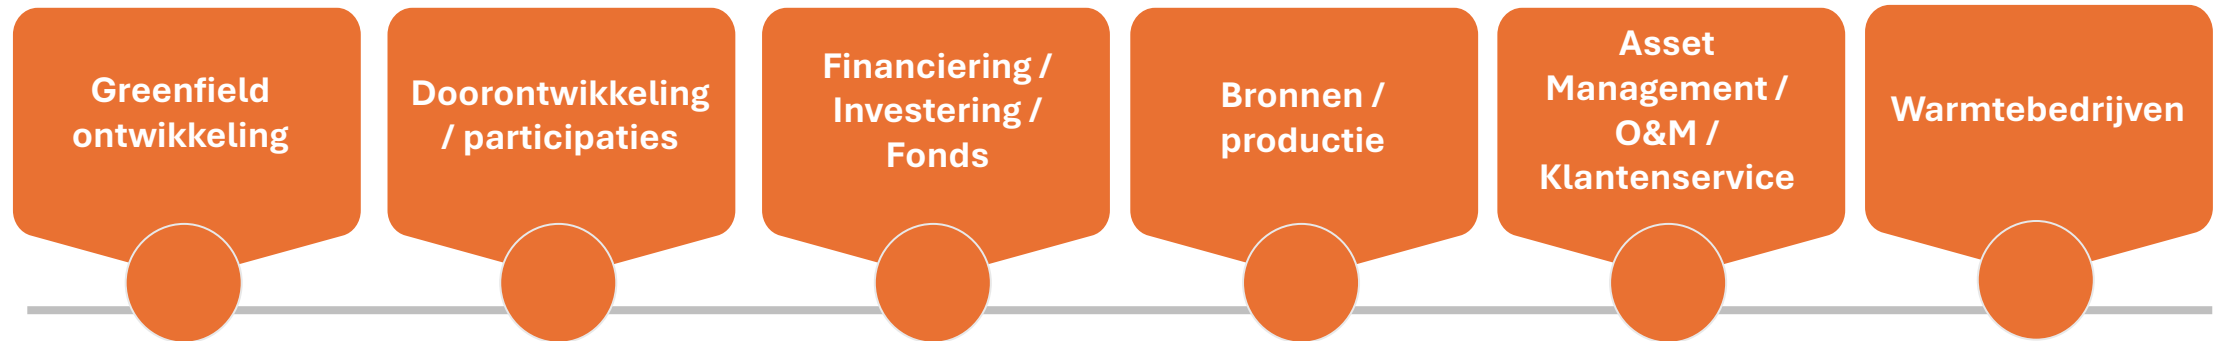 Greenfield
ontwikkeling
Doorontwikkeling
/ participaties
Financiering /
Investering /
Fonds
Bronnen /
productie
Asset
Management /
O&M /
Klantenservice
Warmtebedrijven